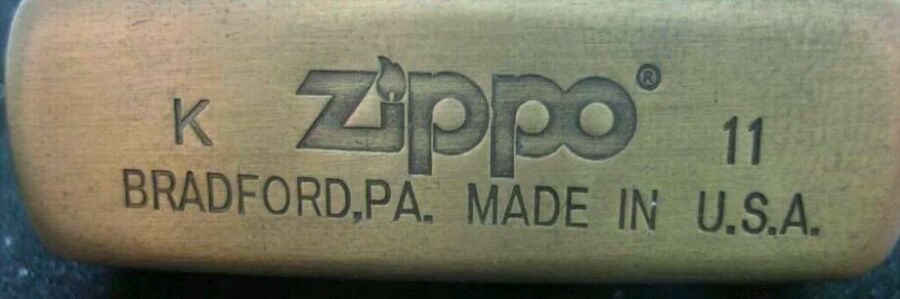 K Zippo® 11
BRADFORD,PA. MADE IN U.S.A.